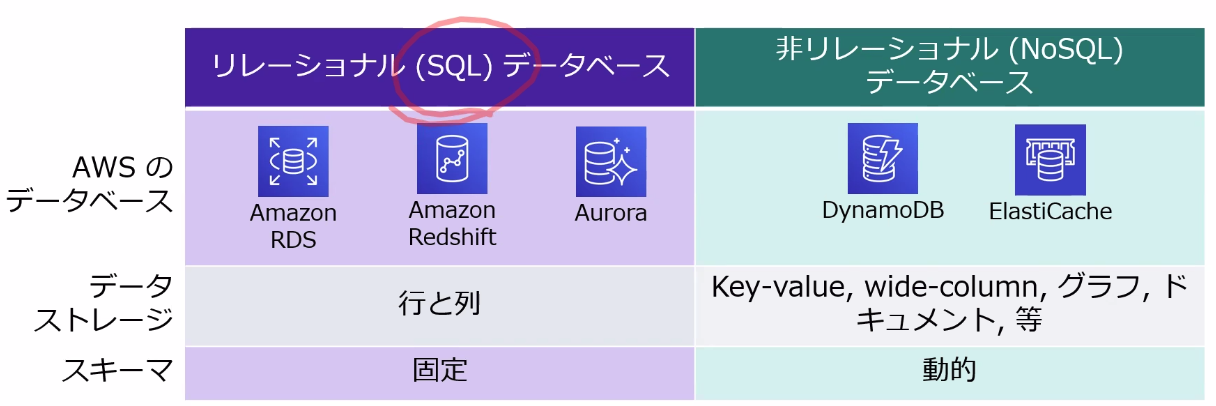 リレーショナル (SQL) データベース
非リレーショナル (NoSQL)
データベース
AWS の
データベース
Amazon
RDS
Amazon
Redshift
Aurora
DynamoDB
ElastiCache
データ
ストレージ
行と列
Key-value, wide-column, グラフ, ド
キュメント, 等
スキーマ
固定
動的